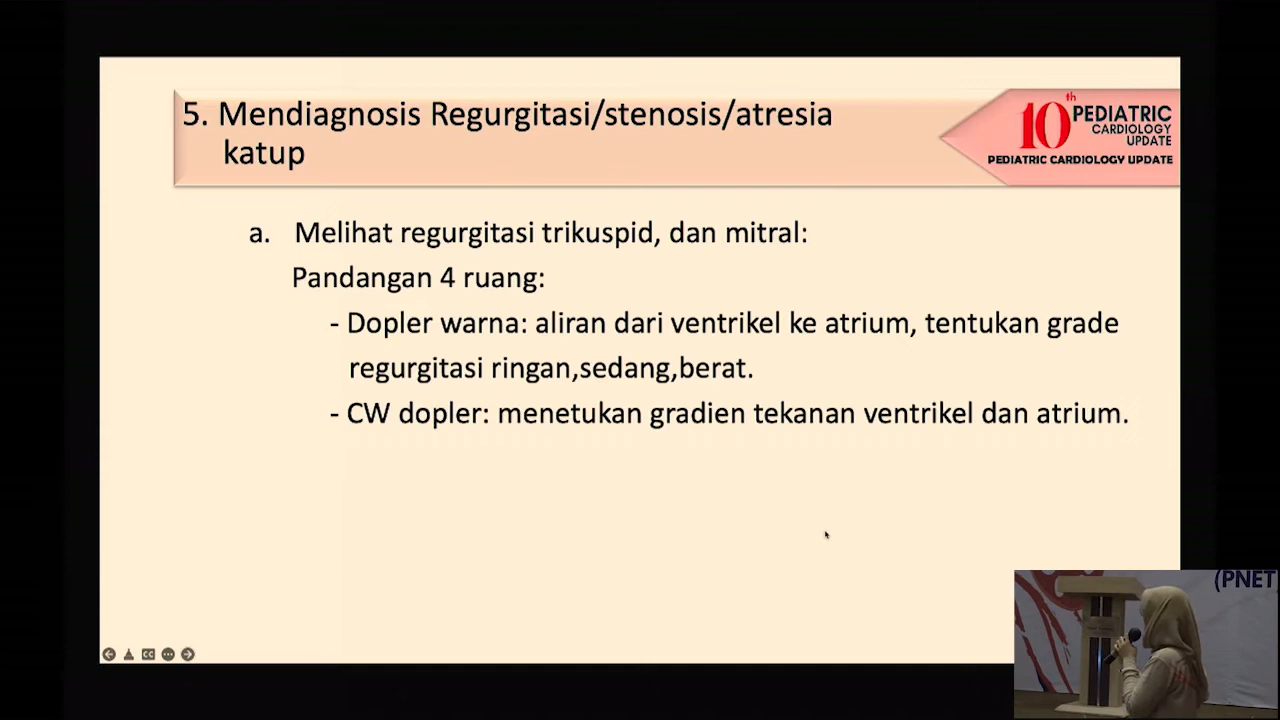 5. Mendiagnosis Regurgitasi/stenosis/atresia
katup
10th PEDIATRIC
CARDIOLOGY
UPDATE
PEDIATRIC CARDIOLOGY UPDATE
a. Melihat regurgitasi trikuspid, dan mitral:
Pandangan 4 ruang:
- Dopler warna: aliran dari ventrikel ke atrium, tentukan grade
regurgitasi ringan,sedang,berat.
- CW dopler: menetukan gradien tekanan ventrikel dan atrium.
CC
(PNET